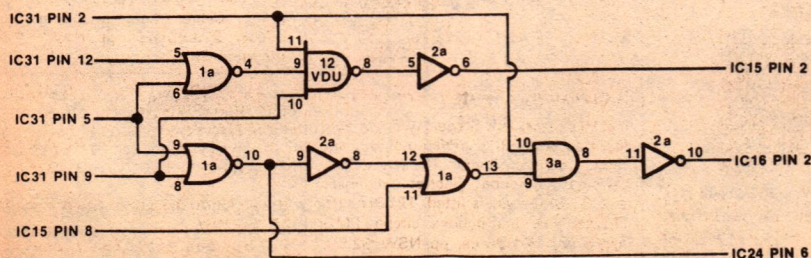 IC31 PIN 2
11
IC31 PIN 12
5
1a
4
9
12
VDU
8
5
2a
6
IC15 PIN 2
6
10
IC31 PIN 5
9
1a
10
9
2a
8
12
1a
13
10
3a
8
11
2a
10
IC16 PIN 2
9
IC31 PIN 9
8
11
IC15 PIN 8
IC24 PIN 6